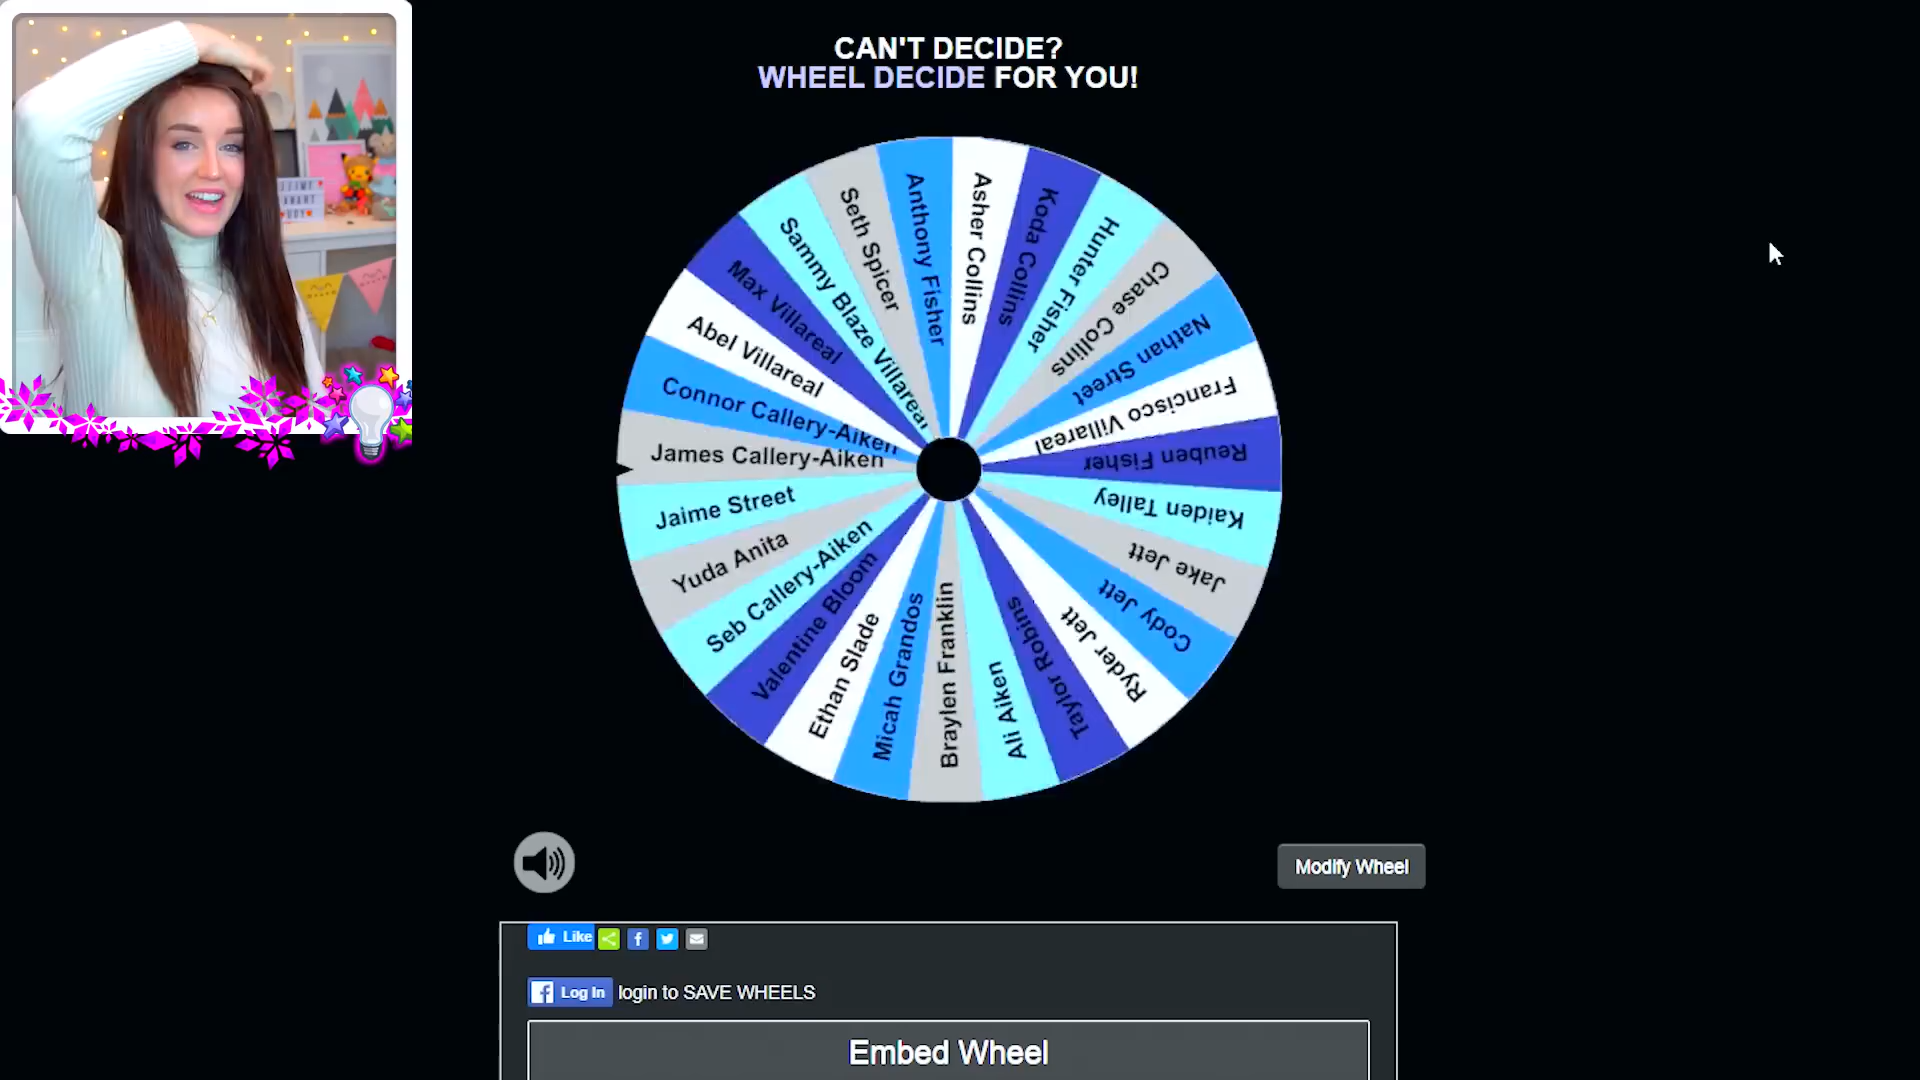 CAN'T DECIDE?
WHEEL DECIDE FOR YOU!
Asher Collins
Koda Collins
Hunter Fisher
Chase Collins
Nathan Street
Francisco Villareal
Reuben Fisher
Kaiden Talley
Jake Jett
Cody Jett
Ryder Jett
Taylor Robins
Ali Aiken
Braylen Franklin
Micah Grandos
Ethan Slade
Valentine Bloom
Seb Callery-Aiken
Yuda Anita
Jaime Street
James Callery-Aiken
Connor Callery-Aiken
Abel Villareal
Max Villareal
Sammy Blaze Villareal
Seth Spicer
Anthony Fisher
Modify Wheel
Like
Log In login to SAVE WHEELS
Embed Wheel